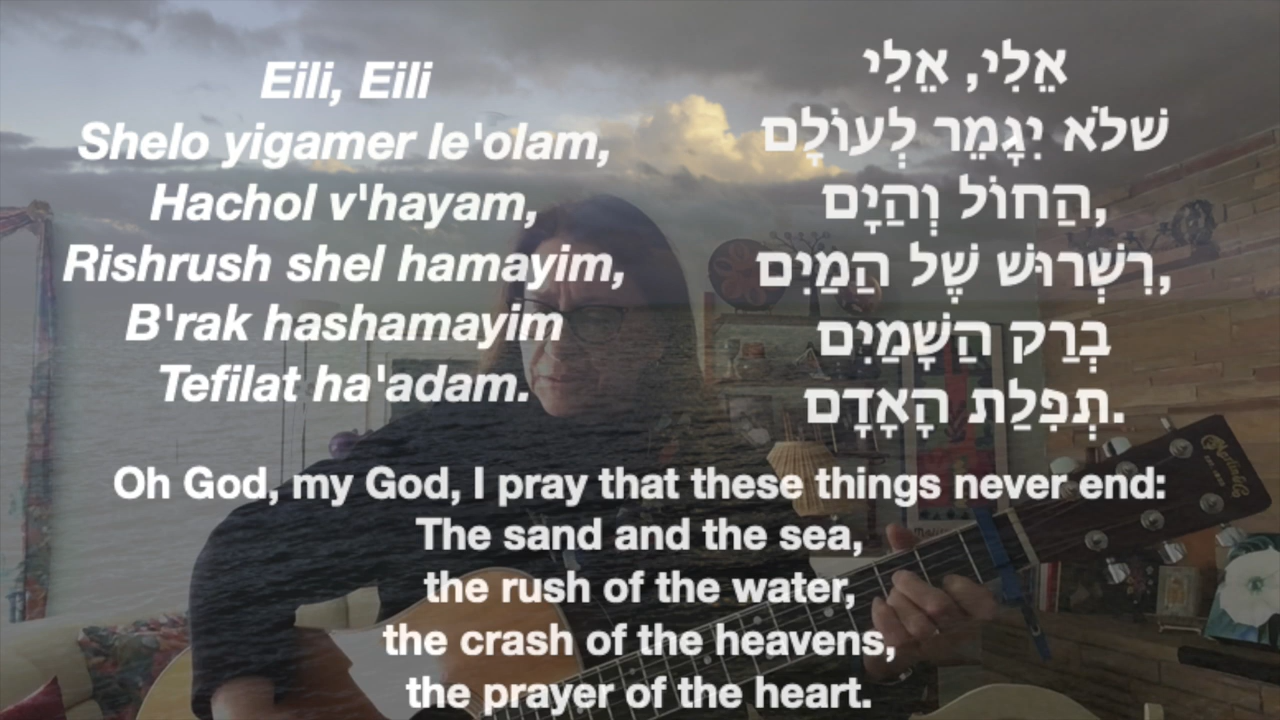 Eili, Eili
Shelo yigamer le'olam,
Hachol v'hayam,
Rishrush shel hamayim,
B'rak hashamayim
Tefilat ha'adam.
אֵלִי, אֵלִי
שׁלֹא יִגָּמֵר לְעוֹלָם
הַחוֹל וְהַיָּם,
רִשְׁרוּשׁ שֶׁל הַמַּיִם,
בְּרַק הַשָּׁמַיִם
תְּפִלַּת הָאָדָם.
Oh God, my God, I pray that these things never end:
The sand and the sea,
the rush of the water,
the crash of the heavens,
the prayer of the heart.